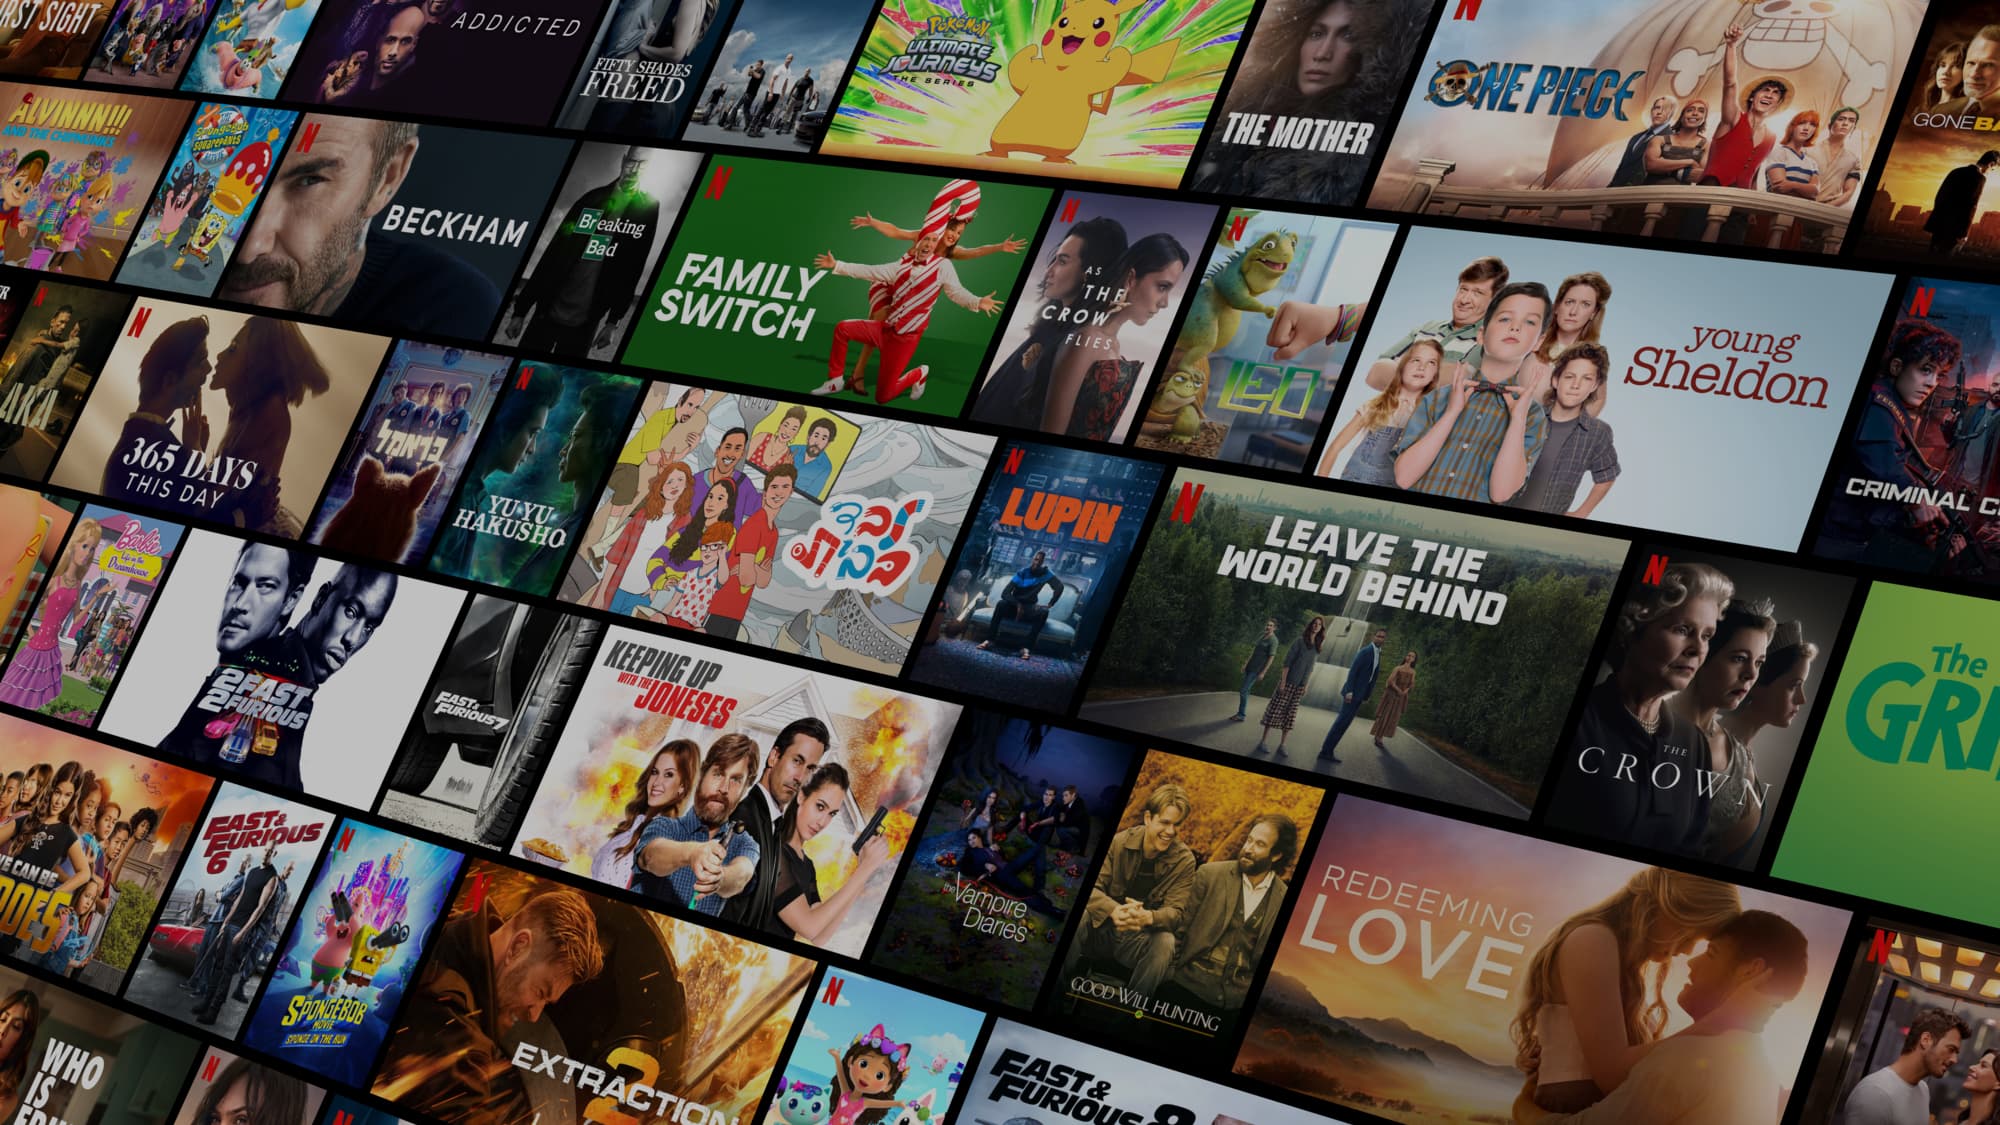 RST SIGHT
ADDICTED
FIFTY SHADES
FREED
POKÉMON
ULTIMATE
JOURNEYS
THE SERIES
THE MOTHER
ONE PIECE
GONE BA
ALVINNN!!!
AND THE CHIPMUNKS
SPONGEBOB
SQUAREPANTS
BECKHAM
Breaking
Bad
FAMILY
SWITCH
AS
THE
CROW
FLIES
LEO
young
Sheldon
AKA
365 DAYS
THIS DAY
בראמל
YU YU
HAKUSHO
לבד
בבית
LUPIN
LEAVE THE
WORLD BEHIND
CRIMINAL C
Barbie
Life in the
Dreamhouse
2 FAST
2 FURIOUS
FAST &
FURIOUS 7
KEEPING UP
WITH THE
JONESES
THE
CROWN
The
GRI
WE CAN BE
OES
FAST &
FURIOUS
6
The
SPONGEBOB
MOVIE
SPONGE ON THE RUN
the
Vampire
Diaries
GOOD WILL HUNTING
REDEEMING
LOVE
WHO
IS
EXTRACTION
2
FAST &
FURIOUS 8